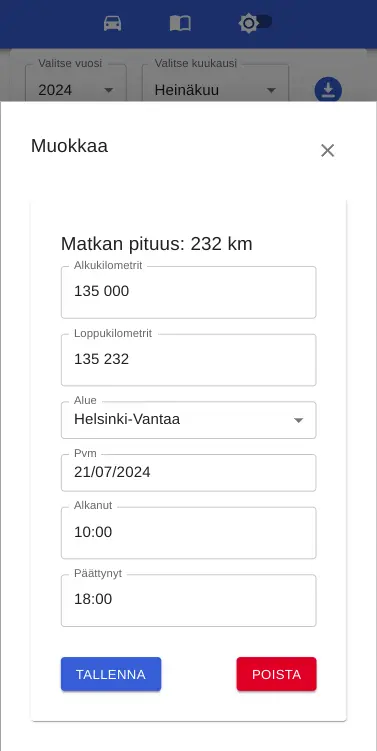 Valitse vuosi
Valitse kuukausi
2024
Heinäkuu
Muokkaa
Matkan pituus: 232 km
Alkukilometrit
135 000
Loppukilometrit
135 232
Alue
Helsinki-Vantaa
Pvm
21/07/2024
Alkanut
10:00
Päättynyt
18:00
TALLENNA
POISTA